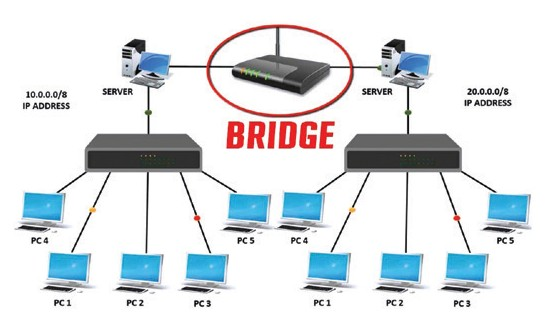 SERVER
SERVER
10.0.0.0/8
IP ADDRESS
20.0.0.0/8
IP ADDRESS
BRIDGE
PC 4
PC 5
PC 4
PC 5
PC 1
PC 2
PC 3
PC 1
PC 2
PC 3